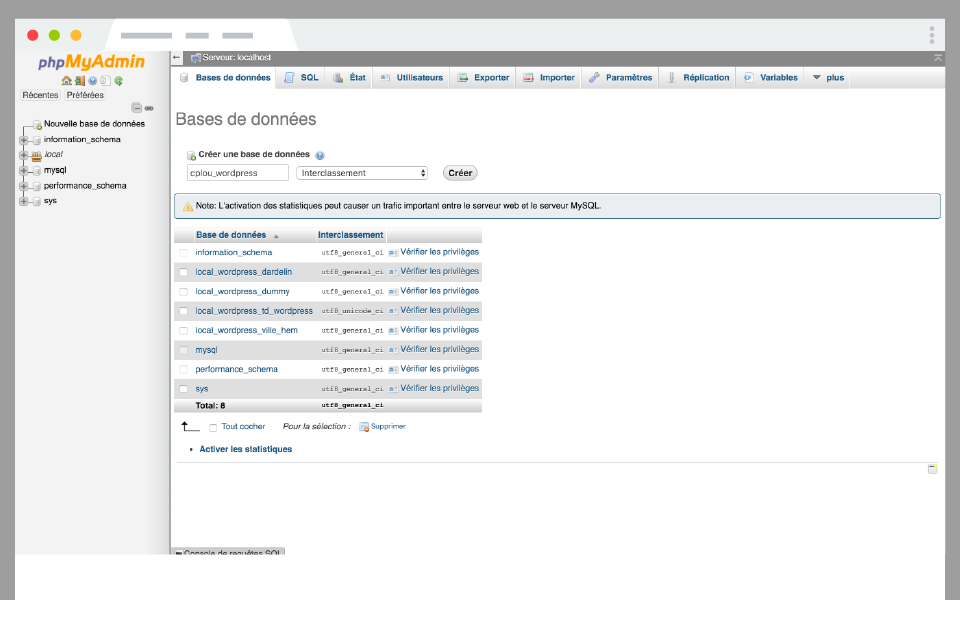 phpMyAdmin
Récentes Préférées
Nouvelle base de données
information_schema
local
mysql
performance_schema
sys
Serveur: localhost
Bases de données SQL État Utilisateurs Exporter Importer Paramètres Réplication Variables plus
Bases de données
Créer une base de données
cplou_wordpress Interclassement Créer
Note: L'activation des statistiques peut causer un trafic important entre le serveur web et le serveur MySQL.
Base de données Interclassement
information_schema utf8_general_ci Vérifier les privilèges
local_wordpress_dardelin utf8_general_ci Vérifier les privilèges
local_wordpress_dummy utf8_general_ci Vérifier les privilèges
local_wordpress_td_wordpress utf8_unicode_ci Vérifier les privilèges
local_wordpress_ville_hem utf8_general_ci Vérifier les privilèges
mysql utf8_general_ci Vérifier les privilèges
performance_schema utf8_general_ci Vérifier les privilèges
sys utf8_general_ci Vérifier les privilèges
Total: 8 utf8_general_ci
Tout cocher Pour la sélection : Supprimer
• Activer les statistiques
Console de requêtes SQL